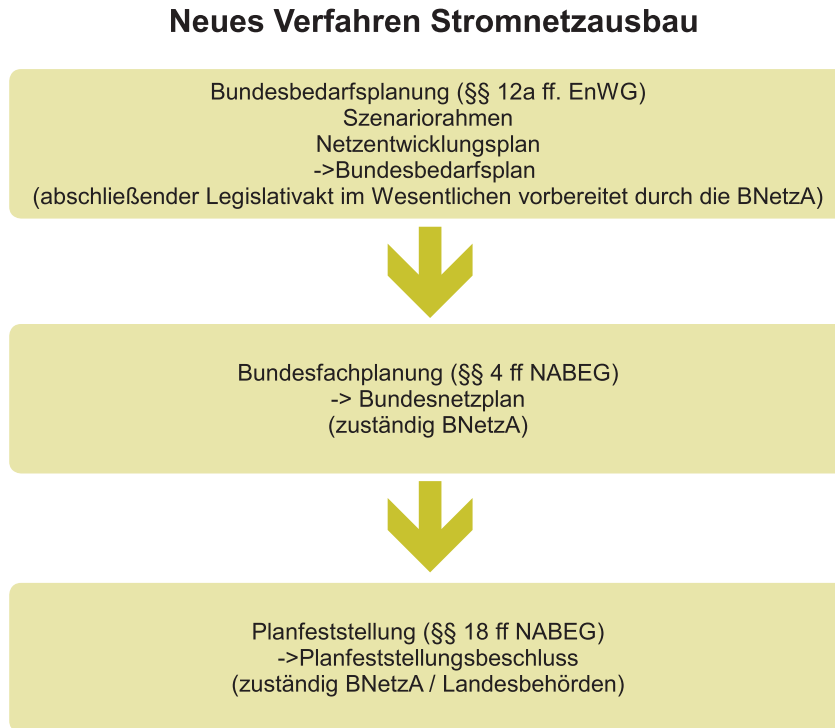 Neues Verfahren Stromnetzausbau
Bundesbedarfsplanung (§§ 12a ff. EnWG)
Szenariorahmen
Netzentwicklungsplan
->Bundesbedarfsplan
(abschließender Legislativakt im Wesentlichen vorbereitet durch die BNetzA)
Bundesfachplanung (§§ 4 ff NABEG)
-> Bundesnetzplan
(zuständig BNetzA)
Planfeststellung (§§ 18 ff NABEG)
->Planfeststellungsbeschluss
(zuständig BNetzA / Landesbehörden)